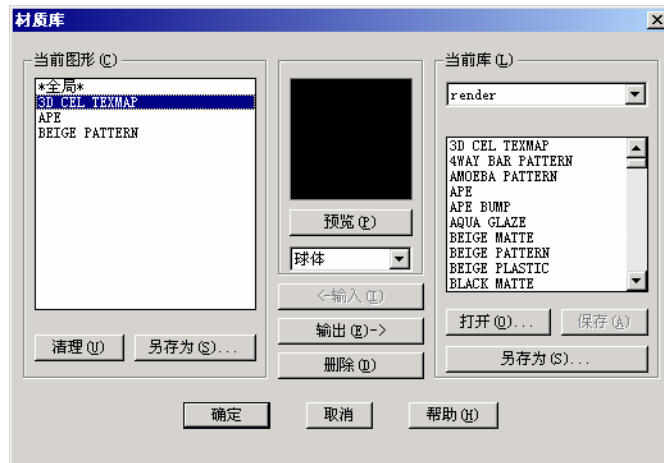 材质库
当前图形(C)
*全局*
3D CEL TEXMAP
APE
BEIGE PATTERN
清理(U)
另存为(S)...
预览(P)
球体
<-输入(I)
输出(E)->
删除(D)
当前库(L)
render
3D CEL TEXMAP
4WAY BAR PATTERN
AMOEBA PATTERN
APE
APE BUMP
AQUA GLAZE
BEIGE MATTE
BEIGE PATTERN
BEIGE PLASTIC
BLACK MATTE
打开(O)...
保存(A)
另存为(S)...
确定
取消
帮助(H)